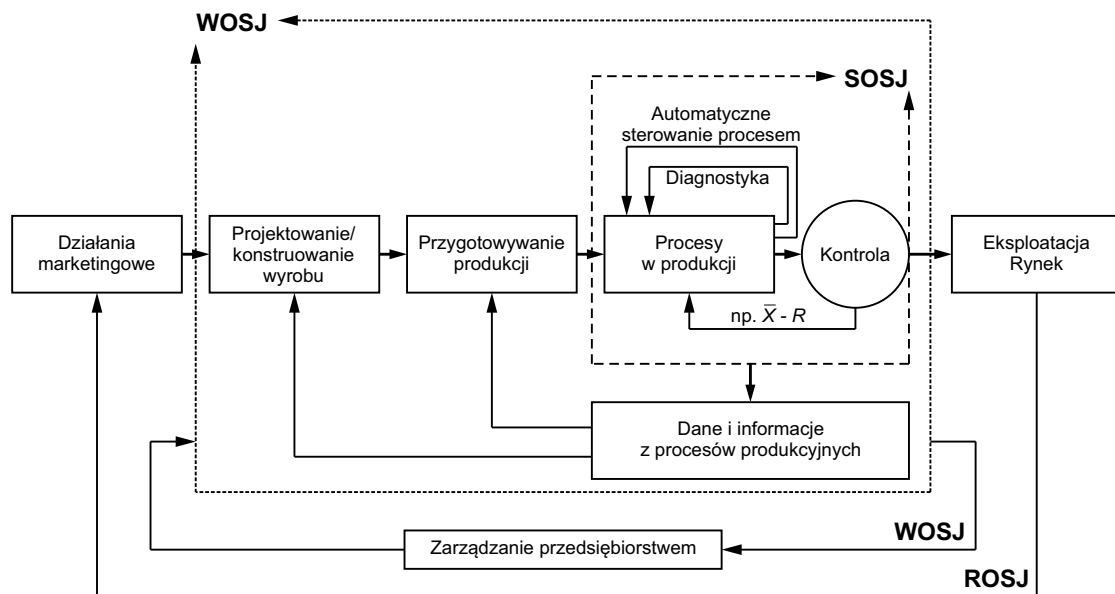 WOSJ
SOSJ
Automatyczne
sterowanie procesem
Diagnostyka
Działania
marketingowe
Projektowanie/
konstruowanie
wyrobu
Przygotowywanie
produkcji
Procesy
w produkcji
Kontrola
Eksploatacja
Rynek
np. X̅ - R
Dane i informacje
z procesów produkcyjnych
WOSJ
Zarządzanie przedsiębiorstwem
ROSJ